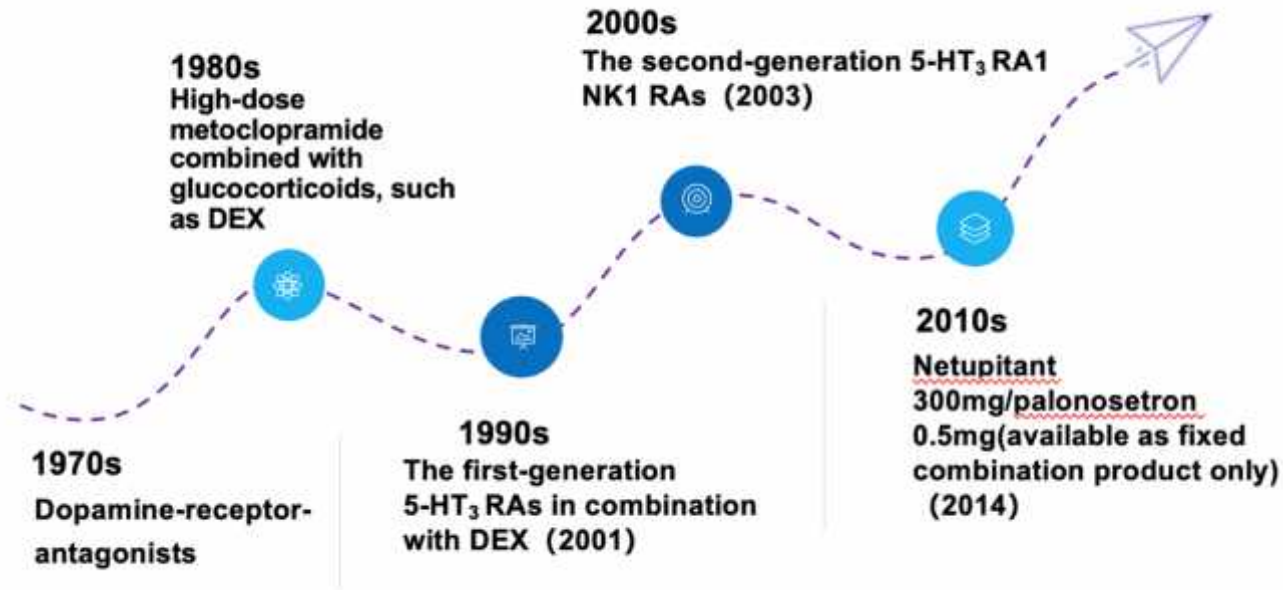 1970s
Dopamine-receptor-
antagonists
1980s
High-dose
metoclopramide
combined with
glucocorticoids, such
as DEX
1990s
The first-generation
5-HT₃ RAs in combination
with DEX (2001)
2000s
The second-generation 5-HT₃ RA1
NK1 RAs (2003)
2010s
Netupitant
300mg/palonosetron
0.5mg(available as fixed
combination product only)
(2014)